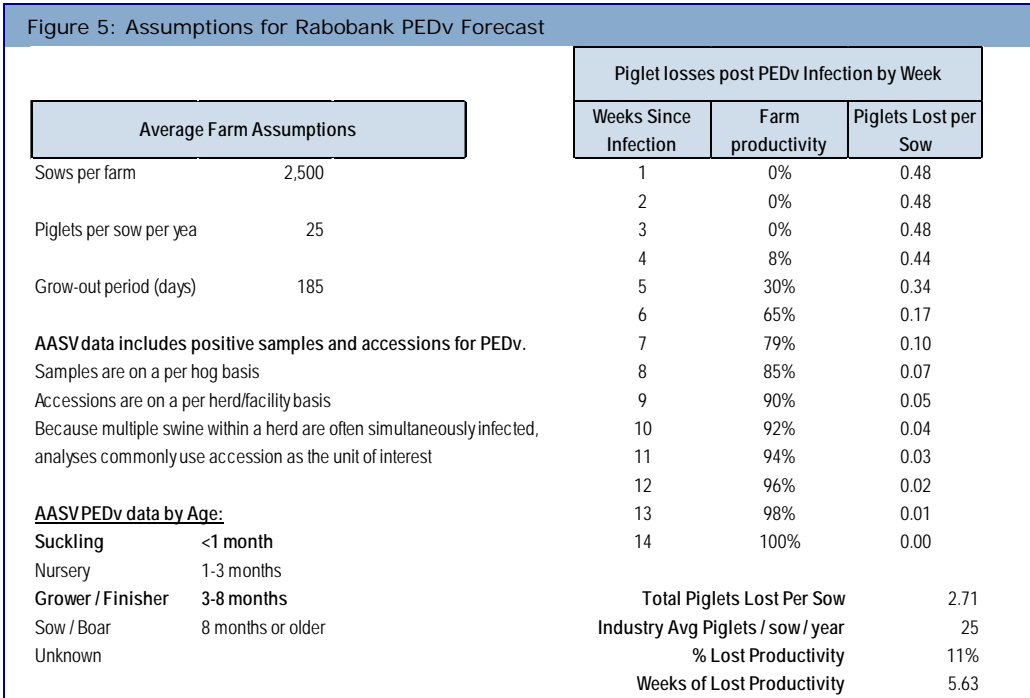 Figure 5: Assumptions for Rabobank PEDv Forecast
Average Farm Assumptions
Sows per farm 2,500
Piglets per sow per yea 25
Grow-out period (days) 185
AASV data includes positive samples and accessions for PEDv.
Samples are on a per hog basis
Accessions are on a per herd/facility basis
Because multiple swine within a herd are often simultaneously infected,
analyses commonly use accession as the unit of interest
AASV PEDv data by Age:
Suckling <1 month
Nursery 1-3 months
Grower / Finisher 3-8 months
Sow / Boar 8 months or older
Unknown
Piglet losses post PEDv Infection by Week
Weeks Since Farm Piglets Lost per
Infection productivity Sow
1 0% 0.48
2 0% 0.48
3 0% 0.48
4 8% 0.44
5 30% 0.34
6 65% 0.17
7 79% 0.10
8 85% 0.07
9 90% 0.05
10 92% 0.04
11 94% 0.03
12 96% 0.02
13 98% 0.01
14 100% 0.00
Total Piglets Lost Per Sow 2.71
Industry Avg Piglets / sow / year 25
% Lost Productivity 11%
Weeks of Lost Productivity 5.63